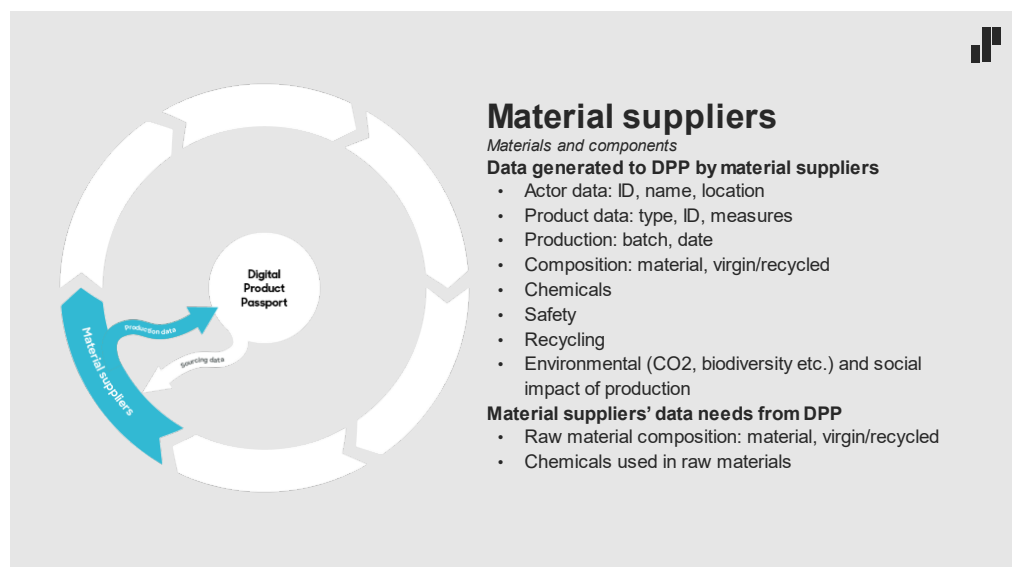 Material suppliers
Materials and components
Data generated to DPP by material suppliers
• Actor data: ID, name, location
• Product data: type, ID, measures
• Production: batch, date
• Composition: material, virgin/recycled
• Chemicals
• Safety
• Recycling
• Environmental (CO2, biodiversity etc.) and social
impact of production
Material suppliers’ data needs from DPP
• Raw material composition: material, virgin/recycled
• Chemicals used in raw materials
Digital
Product
Passport
Production data
Sourcing data
Material suppliers